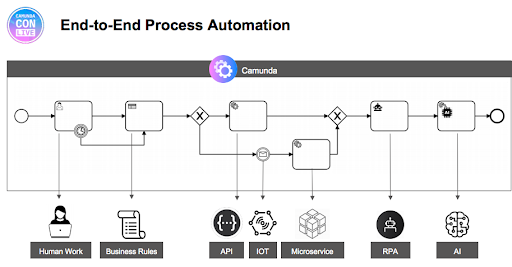 CAMUNDA
CON
LIVE
End-to-End Process Automation
Camunda
Human Work
Business Rules
API
IOT
Microservice
RPA
AI